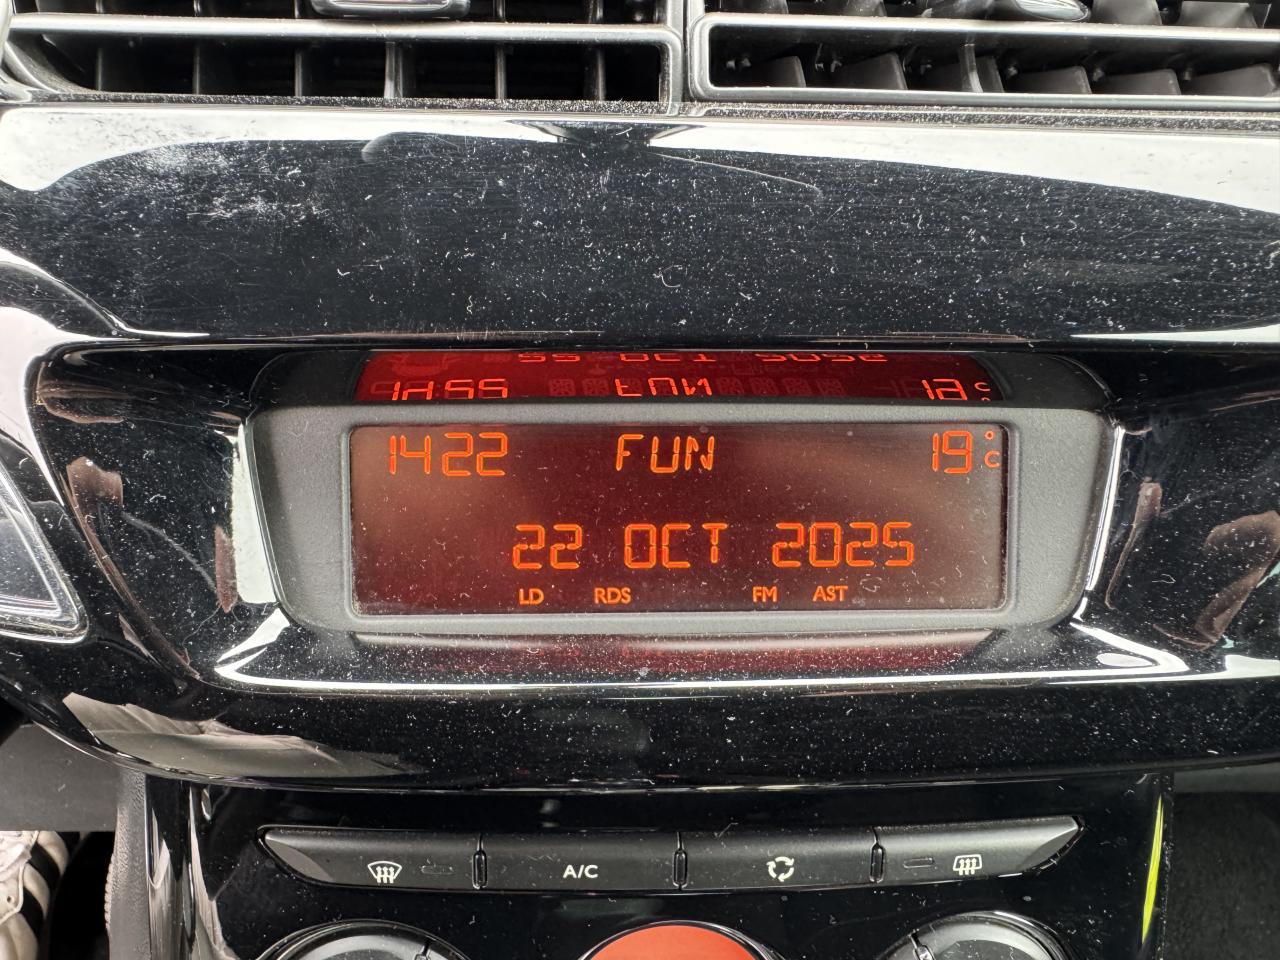 1422 FUN 19°C
22 OCT 2025
LD RDS FM AST
A/C